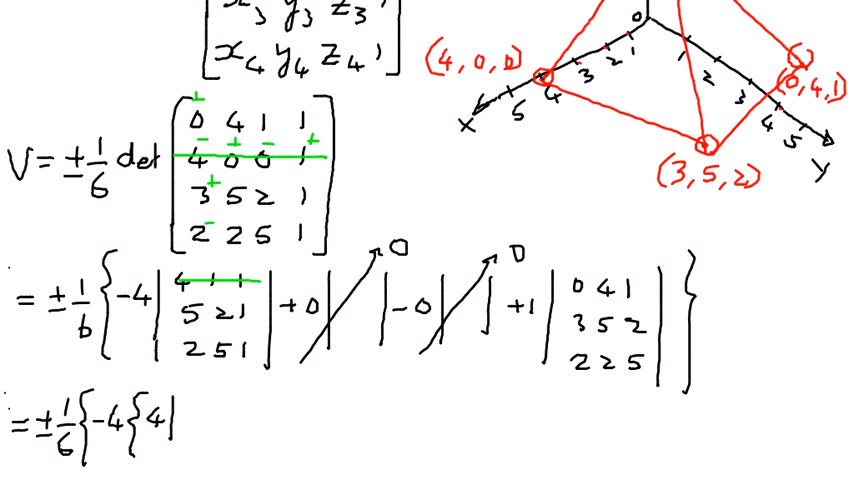 x₃ y₃ z₃ 1
x₄ y₄ z₄ 1
(4, 0, 0)
0
1 2 3 4 5
X
1 2 3 4 5
Y
(0, 4, 1)
(3, 5, 2)
V = ± 1/6 det
0 4 1 1
4 0 0 1
3 5 2 1
2 2 5 1
+
- + - +
+
-
= ± 1/6 { -4 | 4 1 1 | + 0 | | - 0 | | + 1 | 0 4 1 | }
5 2 1 3 5 2
2 5 1 2 2 5
0 0
= ± 1/6 { -4 { 4 |